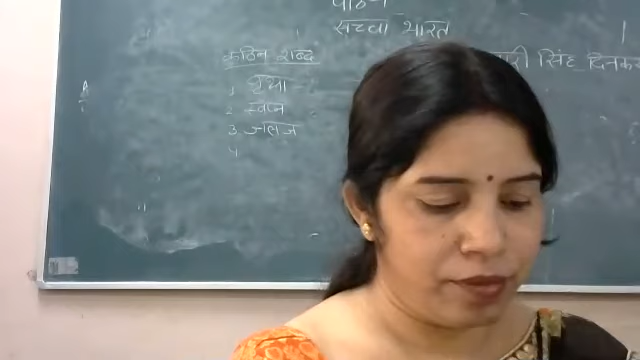 पाठ-
सच्चा भारत
सिंह दिनकर
कठिन शब्द
1
2 स्वप्न
3 जलज
4